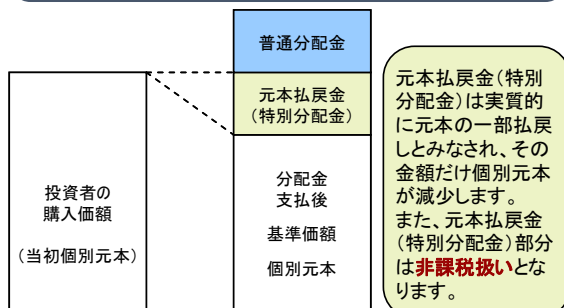 普通分配金
元本払戻金
（特別分配金）
投資者の
購入価額
（当初個別元本）
分配金
支払後
基準価額
個別元本
元本払戻金（特別
分配金）は実質的
に元本の一部払戻
しとみなされ、その
金額だけ個別元本
が減少します。
また、元本払戻金
（特別分配金）部分
は非課税扱いとな
ります。